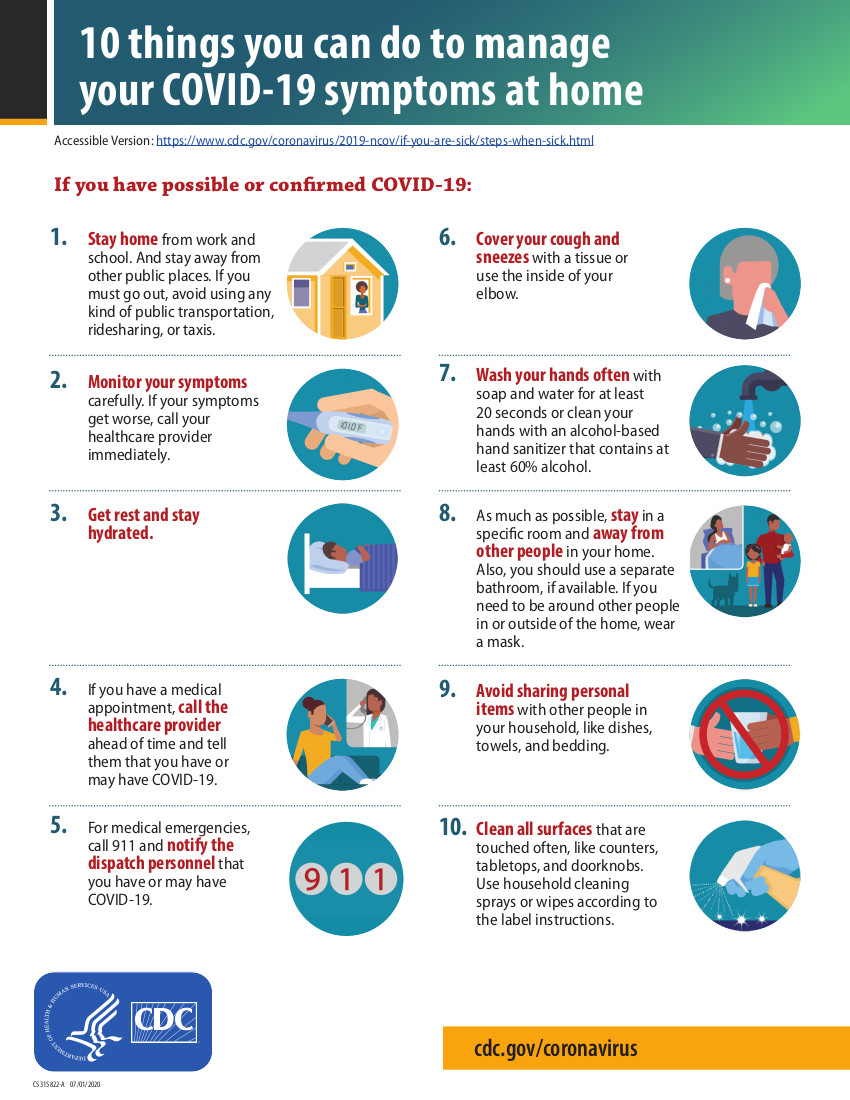 10 things you can do to manage
your COVID-19 symptoms at home
Accessible Version: https://www.cdc.gov/coronavirus/2019-ncov/if-you-are-sick/steps-when-sick.html
If you have possible or confirmed COVID-19:
1. Stay home from work and
school. And stay away from
other public places. If you
must go out, avoid using any
kind of public transportation,
ridesharing, or taxis.
2. Monitor your symptoms
carefully. If your symptoms
get worse, call your
healthcare provider
immediately.
101.0°F
3. Get rest and stay
hydrated.
4. If you have a medical
appointment, call the
healthcare provider
ahead of time and tell
them that you have or
may have COVID-19.
5. For medical emergencies,
call 911 and notify the
dispatch personnel that
you have or may have
COVID-19.
9 1 1
6. Cover your cough and
sneezes with a tissue or
use the inside of your
elbow.
7. Wash your hands often with
soap and water for at least
20 seconds or clean your
hands with an alcohol-based
hand sanitizer that contains at
least 60% alcohol.
8. As much as possible, stay in a
specific room and away from
other people in your home.
Also, you should use a separate
bathroom, if available. If you
need to be around other people
in or outside of the home, wear
a mask.
9. Avoid sharing personal
items with other people in
your household, like dishes,
towels, and bedding.
10. Clean all surfaces that are
touched often, like counters,
tabletops, and doorknobs.
Use household cleaning
sprays or wipes according to
the label instructions.
DEPARTMENT OF HEALTH & HUMAN SERVICES · USA
CDC
cdc.gov/coronavirus
CS 315822-A 07/01/2020